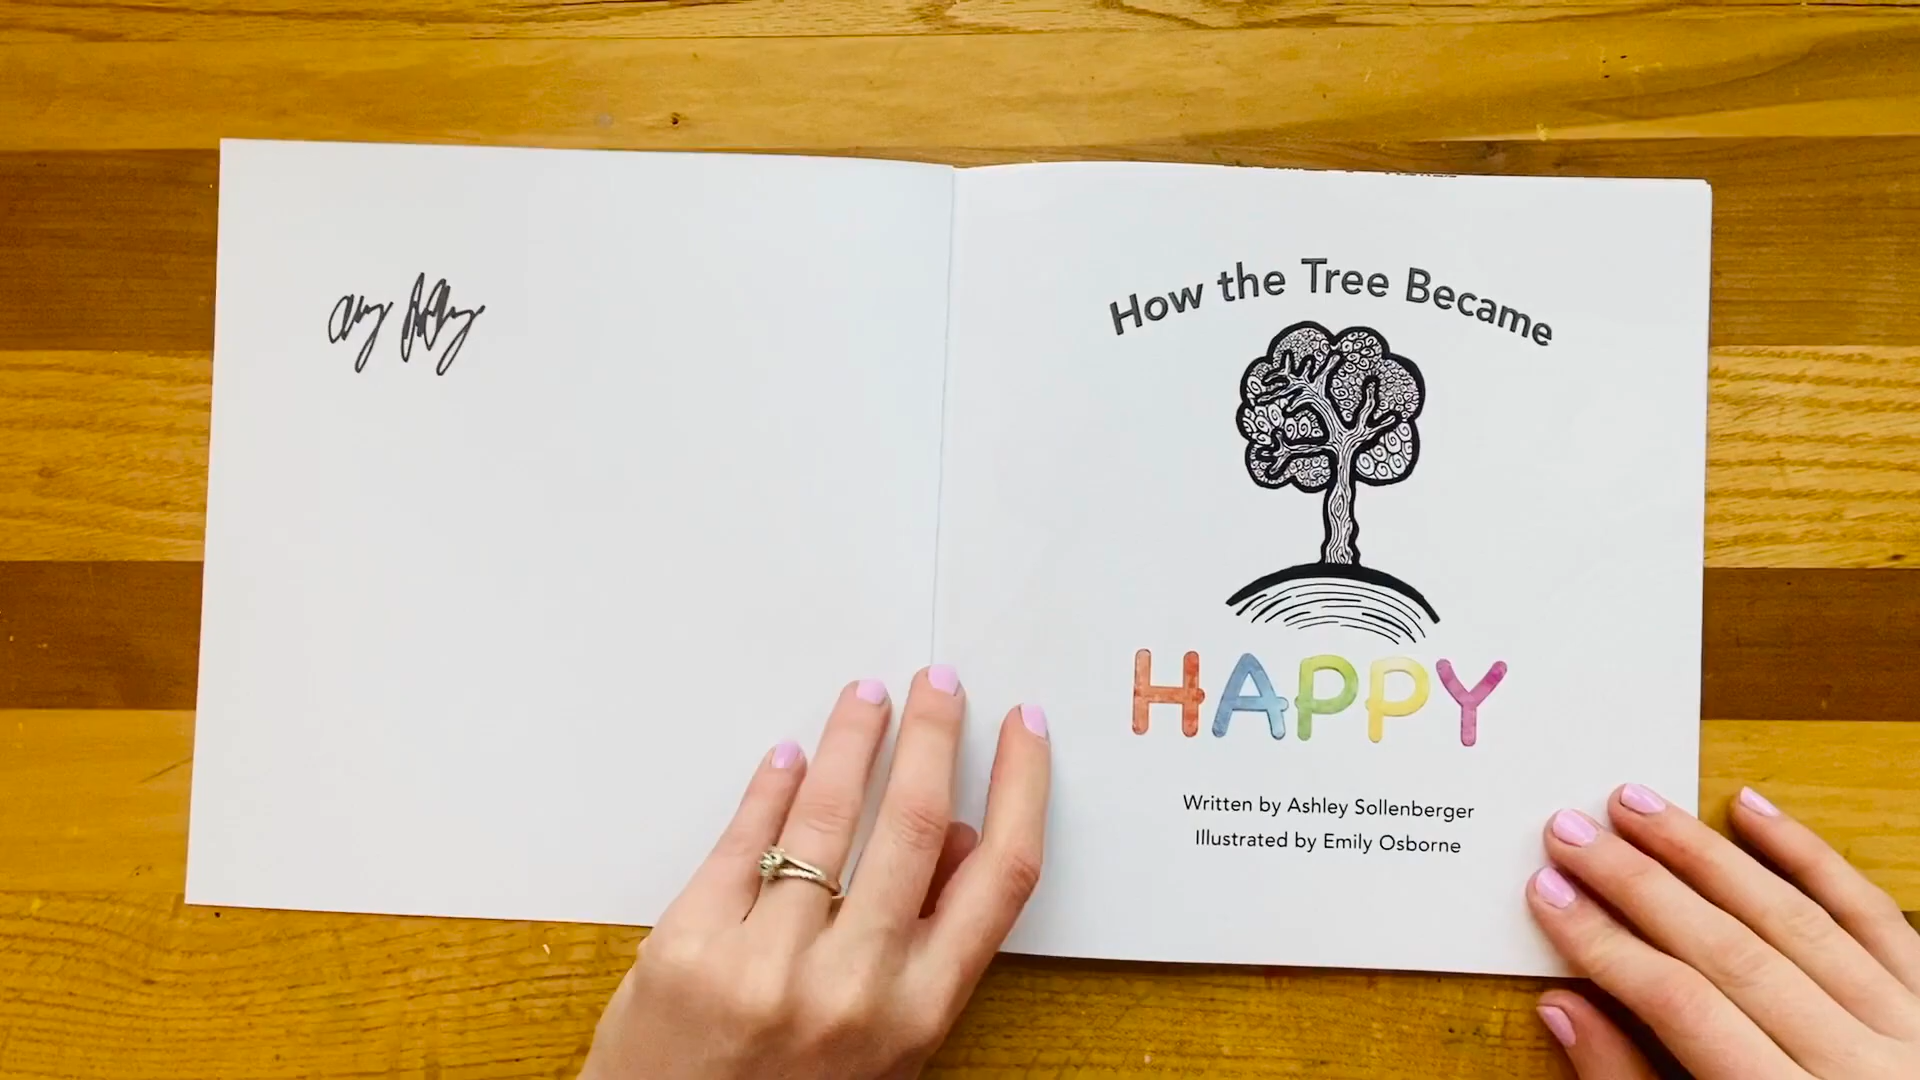 How the Tree Became
HAPPY
Written by Ashley Sollenberger
Illustrated by Emily Osborne